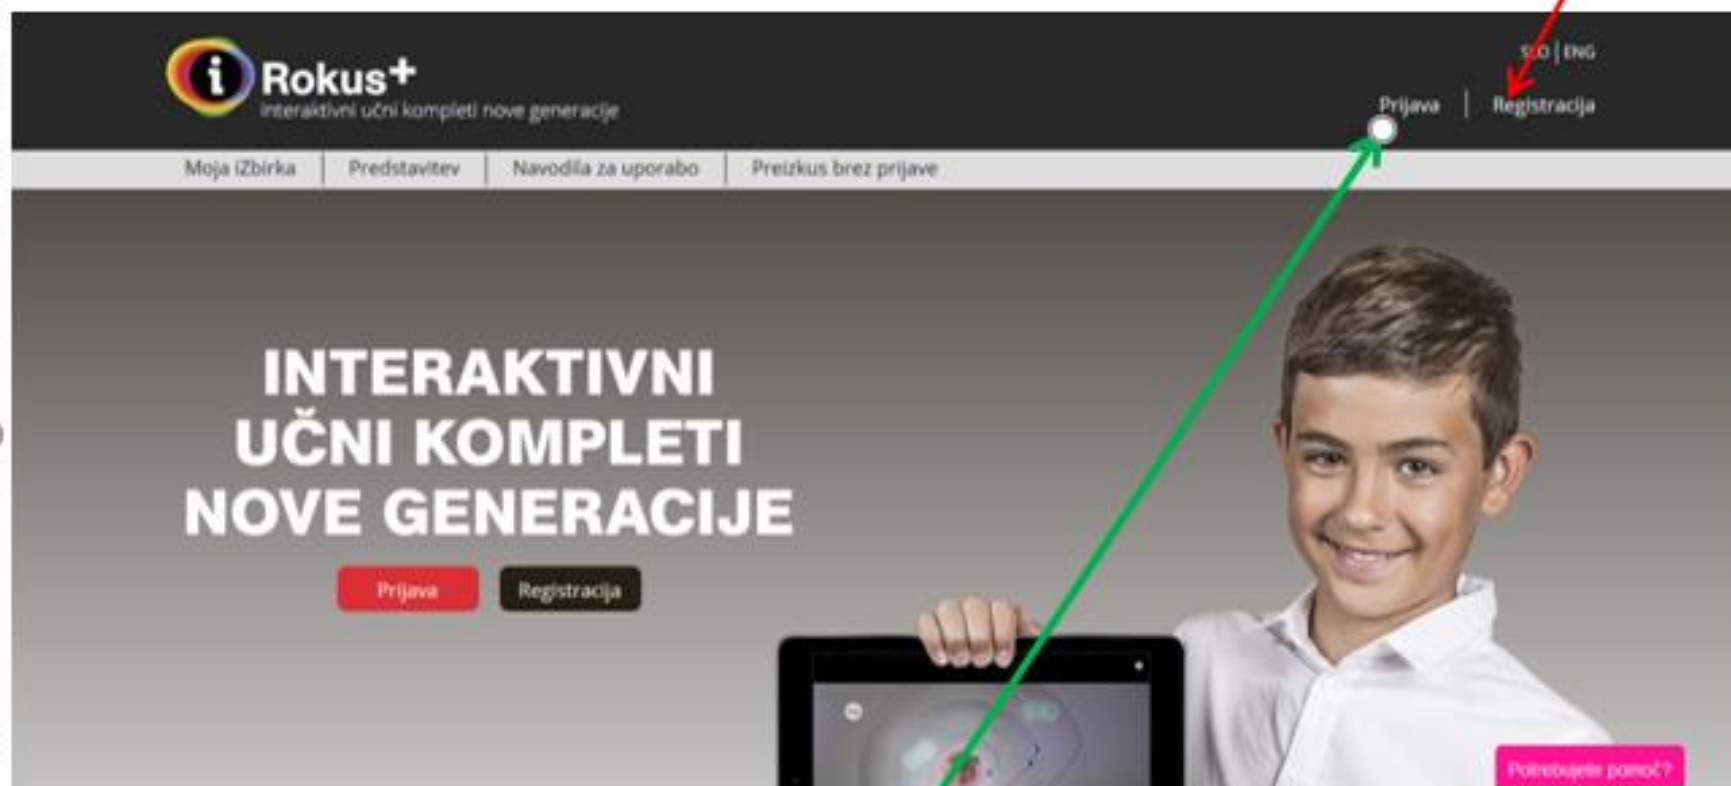 SLO | ENG
i Rokus+
interaktivni učni kompleti nove generacije
Prijava | Registracija
Moja iZbirka | Predstavitev | Navodila za uporabo | Preizkus brez prijave
INTERAKTIVNI
UČNI KOMPLETI
NOVE GENERACIJE
Prijava Registracija
Potrebujete pomoč?